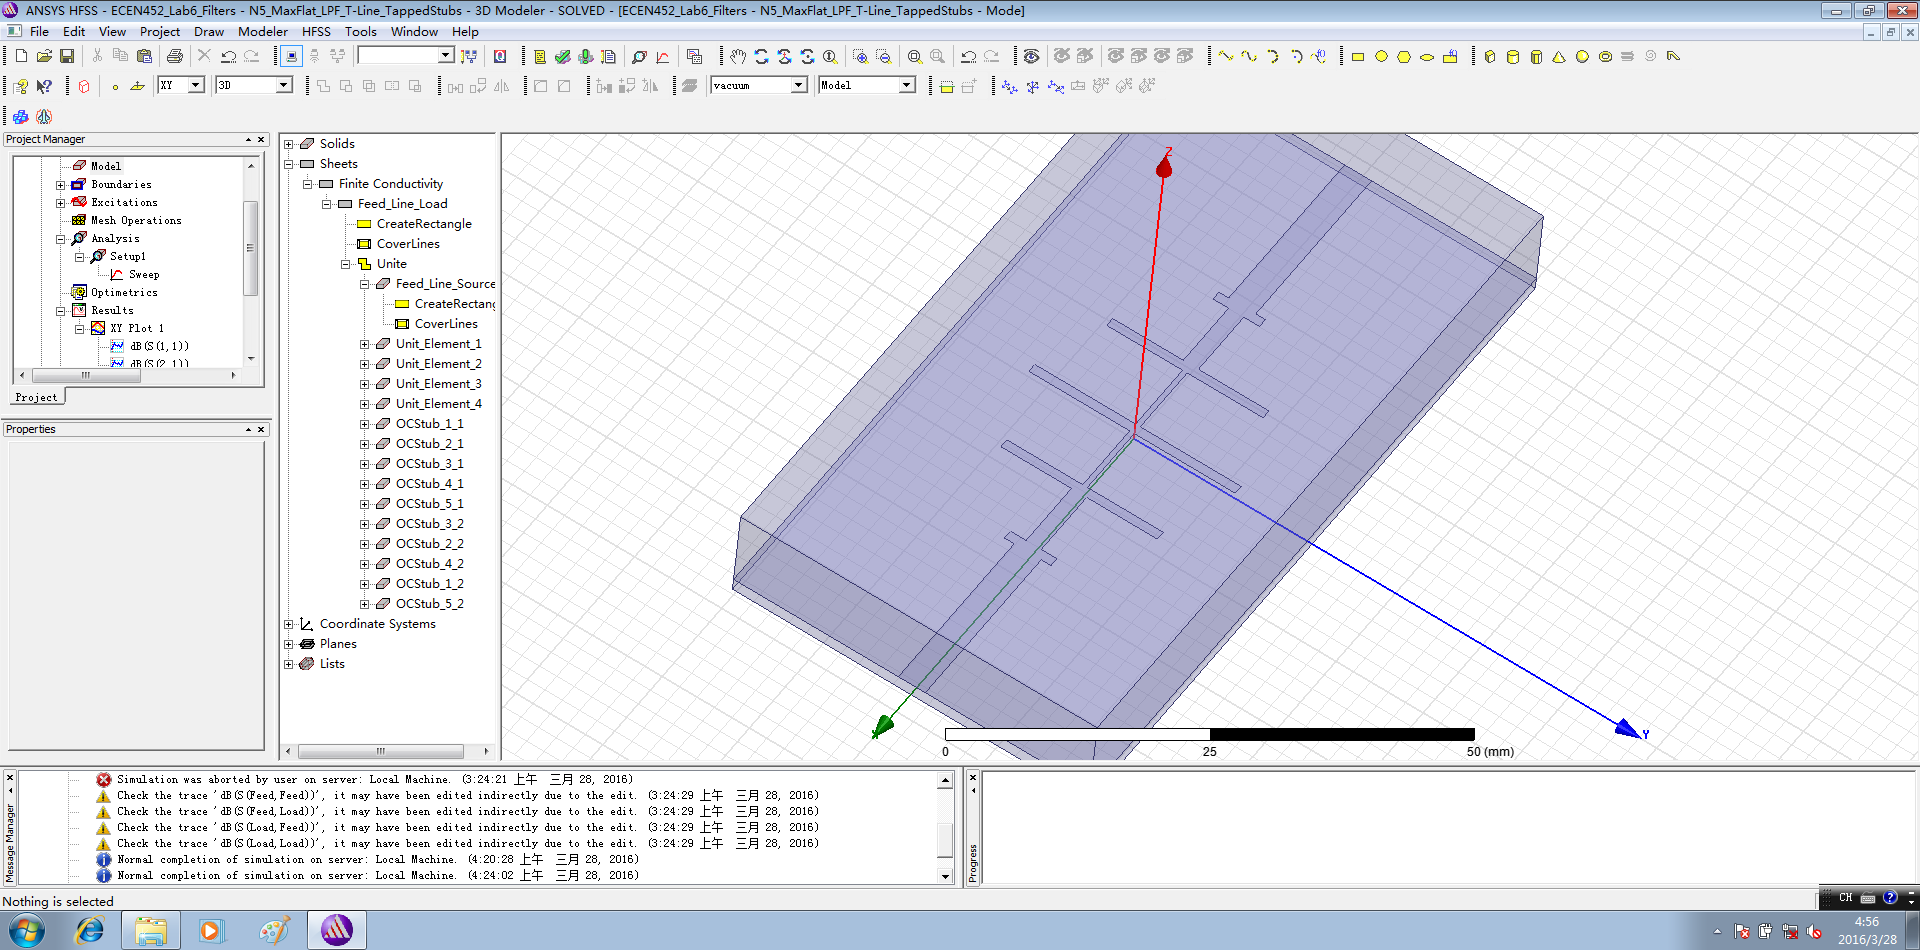 ANSYS HFSS - ECEN452_Lab6_Filters - N5_MaxFlat_LPF_T-Line_TappedStubs - 3D Modeler - SOLVED - [ECEN452_Lab6_Filters - N5_MaxFlat_LPF_T-Line_TappedStubs - Mode]
File Edit View Project Draw Modeler HFSS Tools Window Help
XY 3D vacuum Model
Project Manager
Model
Boundaries
Excitations
Mesh Operations
Analysis
Setup1
Sweep
Optimetrics
Results
XY Plot 1
dB(S(1,1))
dB(S(2,1))
Project
Properties
Solids
Sheets
Finite Conductivity
Feed_Line_Load
CreateRectangle
CoverLines
Unite
Feed_Line_Source
CreateRectang
CoverLines
Unit_Element_1
Unit_Element_2
Unit_Element_3
Unit_Element_4
OCStub_1_1
OCStub_2_1
OCStub_3_1
OCStub_4_1
OCStub_5_1
OCStub_3_2
OCStub_2_2
OCStub_4_2
OCStub_1_2
OCStub_5_2
Coordinate Systems
Planes
Lists
Z
Y
0 25 50 (mm)
Message Manager
Simulation was aborted by user on server: Local Machine. (3:24:21 上午 三月 28, 2016)
Check the trace 'dB(S(Feed,Feed))', it may have been edited indirectly due to the edit. (3:24:29 上午 三月 28, 2016)
Check the trace 'dB(S(Feed,Load))', it may have been edited indirectly due to the edit. (3:24:29 上午 三月 28, 2016)
Check the trace 'dB(S(Load,Feed))', it may have been edited indirectly due to the edit. (3:24:29 上午 三月 28, 2016)
Check the trace 'dB(S(Load,Load))', it may have been edited indirectly due to the edit. (3:24:29 上午 三月 28, 2016)
Normal completion of simulation on server: Local Machine. (4:20:28 上午 三月 28, 2016)
Normal completion of simulation on server: Local Machine. (4:24:02 上午 三月 28, 2016)
Progress
Nothing is selected
CH
4:56
2016/3/28